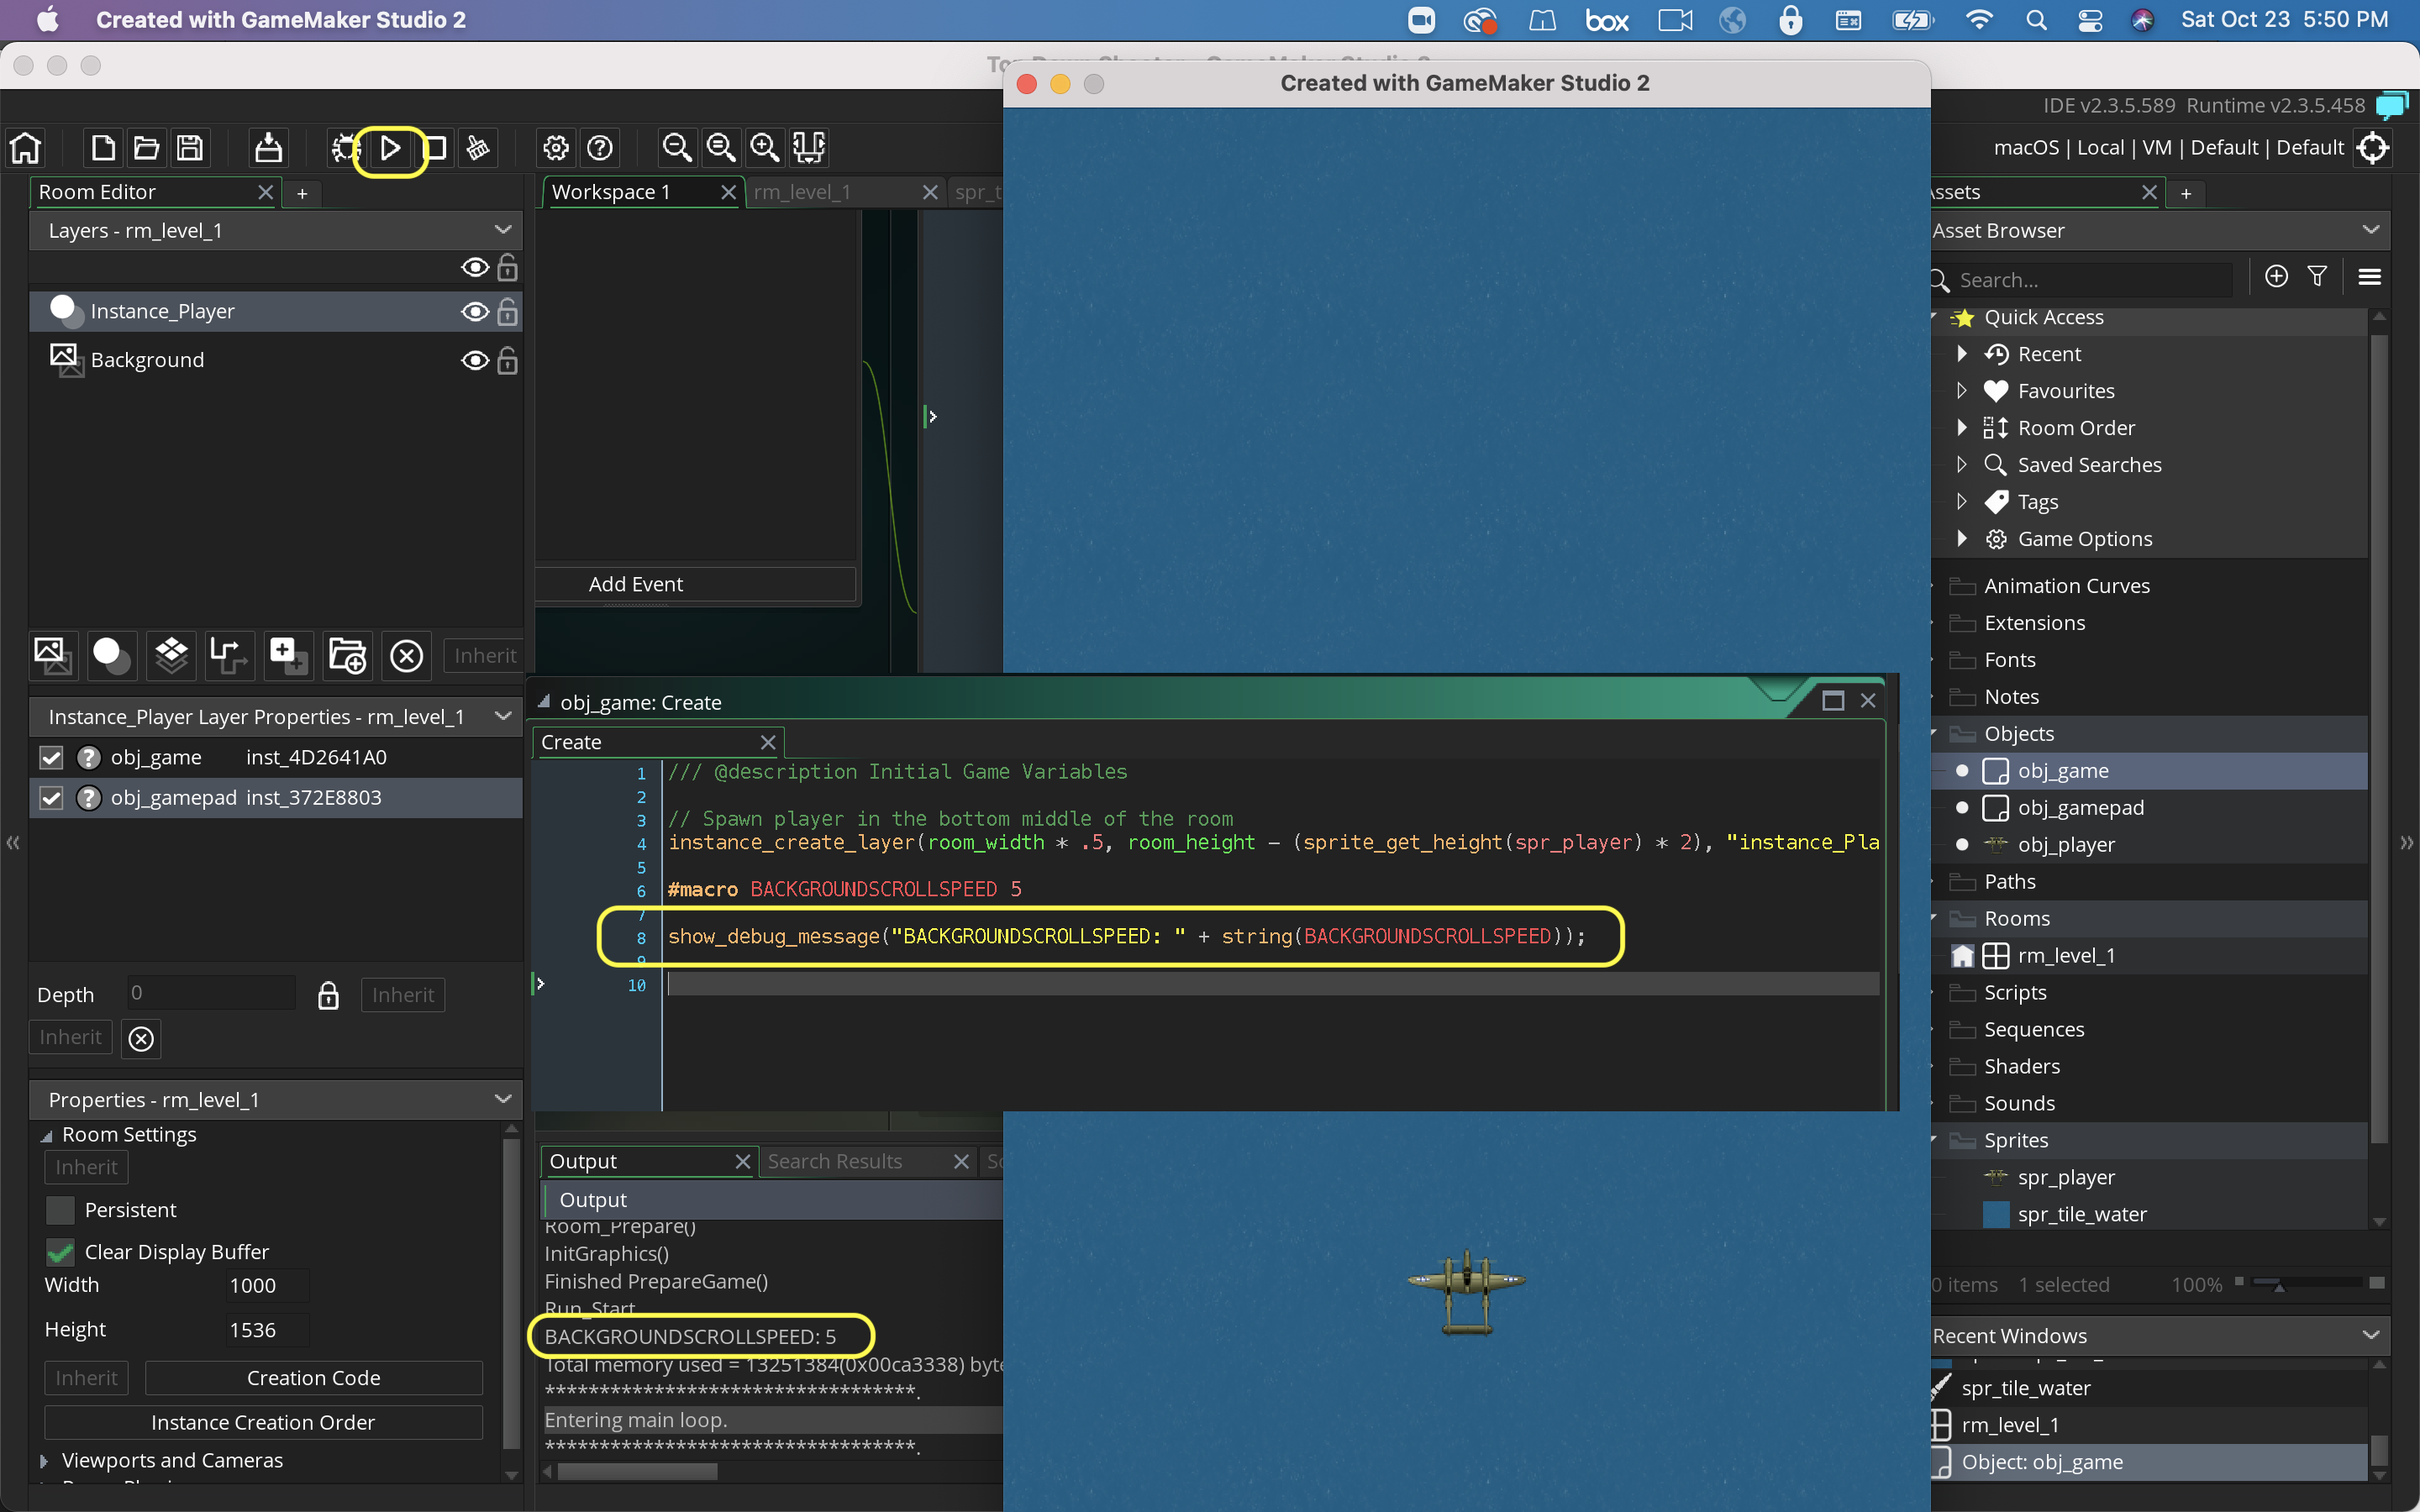 Created with GameMaker Studio 2
box
Sat Oct 23 5:50 PM
Created with GameMaker Studio 2
IDE v2.3.5.589 Runtime v2.3.5.458
macOS | Local | VM | Default | Default
Room Editor
Workspace 1
rm_level_1
spr_t
Assets
Layers - rm_level_1
Asset Browser
Search...
Instance_Player
Background
Quick Access
Recent
Favourites
Room Order
Saved Searches
Tags
Game Options
Add Event
Animation Curves
Extensions
Fonts
Notes
Objects
obj_game
obj_gamepad
obj_player
Paths
Rooms
rm_level_1
Scripts
Sequences
Shaders
Sounds
Sprites
spr_player
spr_tile_water
Inherit
Instance_Player Layer Properties - rm_level_1
obj_game inst_4D2641A0
obj_gamepad inst_372E8803
obj_game: Create
Create
1 /// @description Initial Game Variables
2
3 // Spawn player in the bottom middle of the room
4 instance_create_layer(room_width * .5, room_height - (sprite_get_height(spr_player) * 2), "instance_Pla
5
6 #macro BACKGROUNDSCROLLSPEED 5
7
8 show_debug_message("BACKGROUNDSCROLLSPEED: " + string(BACKGROUNDSCROLLSPEED));
9
10
Depth 0 Inherit
Inherit
Properties - rm_level_1
Room Settings
Inherit
Persistent
Clear Display Buffer
Width 1000
Height 1536
Inherit Creation Code
Instance Creation Order
Viewports and Cameras
Output
Search Results
Output
Room_Prepare()
InitGraphics()
Finished PrepareGame()
Run_Start
BACKGROUNDSCROLLSPEED: 5
Total memory used = 13251384(0x00ca3338) byte
**********************************.
Entering main loop.
**********************************.
0 items 1 selected 100%
Recent Windows
spr_tile_water
rm_level_1
Object: obj_game